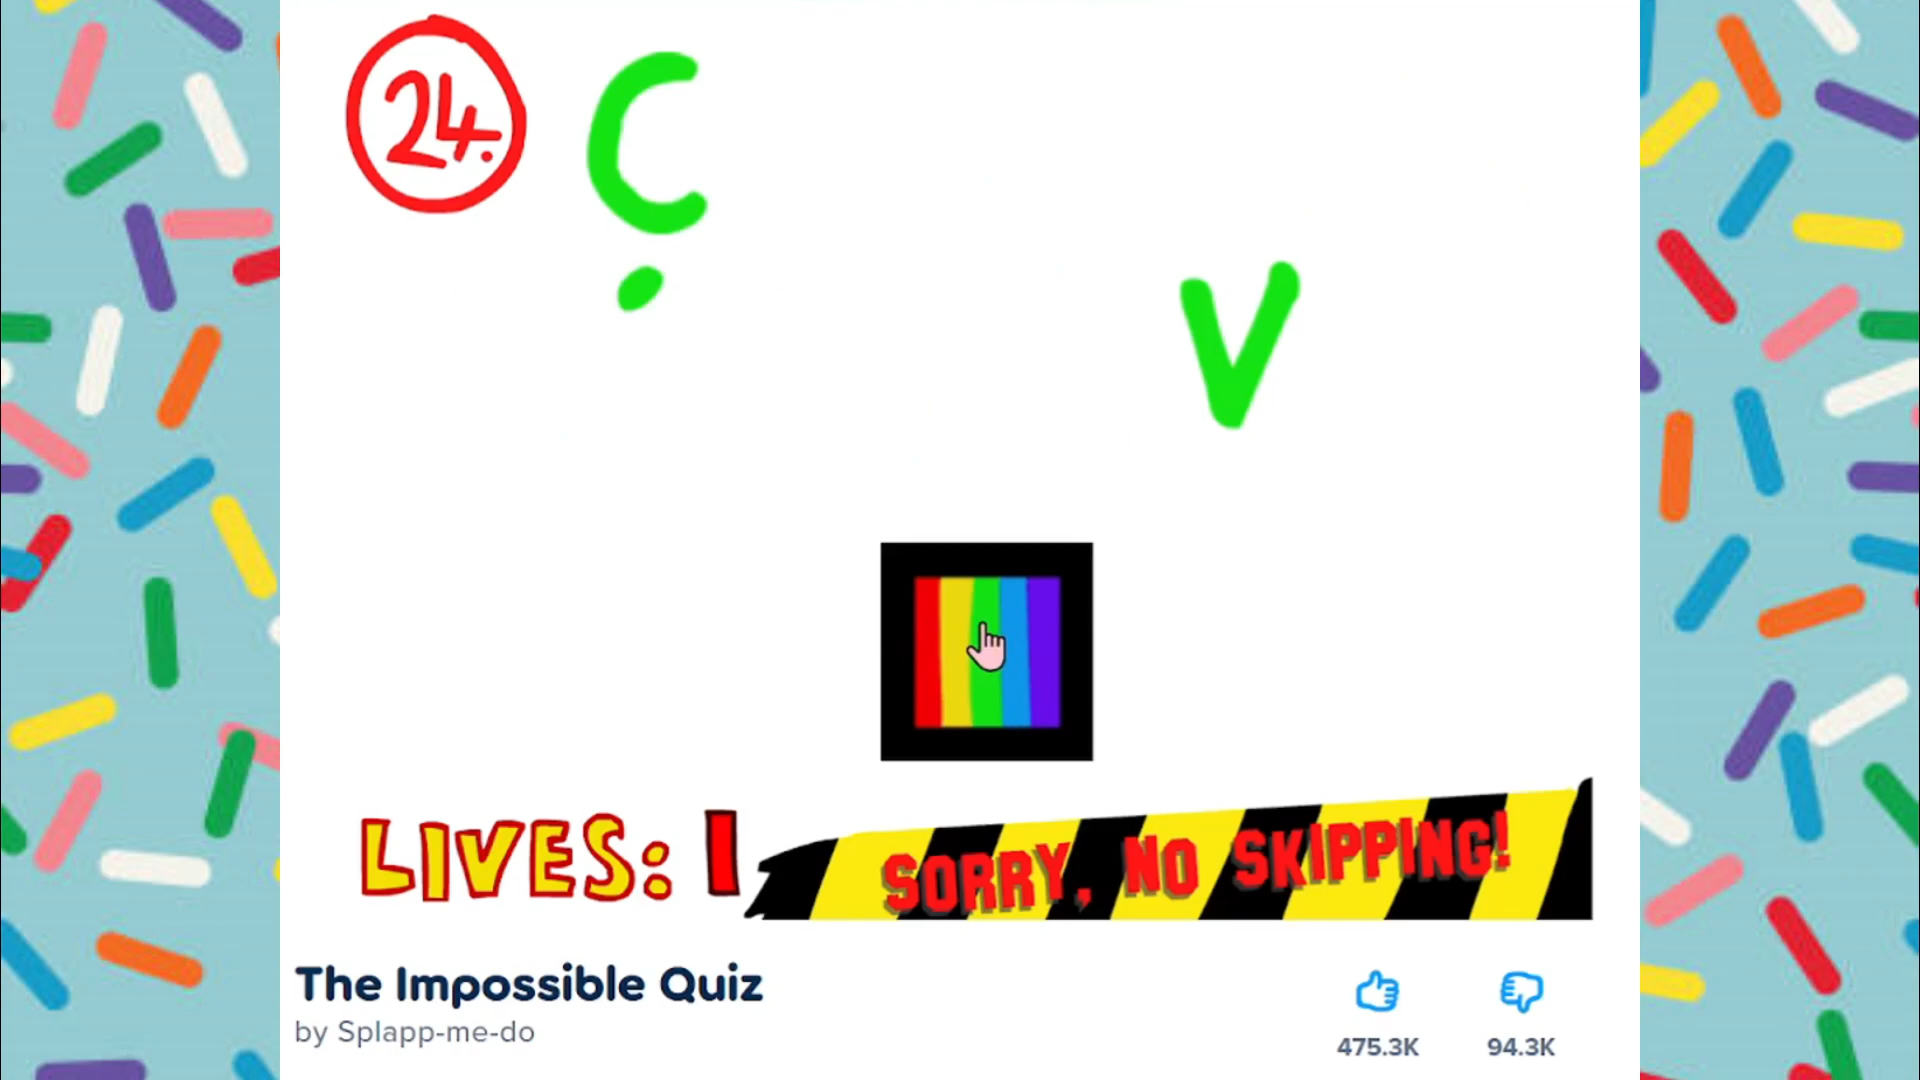 24.
Ç
V
LIVES: 1
SORRY, NO SKIPPING!
The Impossible Quiz
by Splapp-me-do
475.3K
94.3K